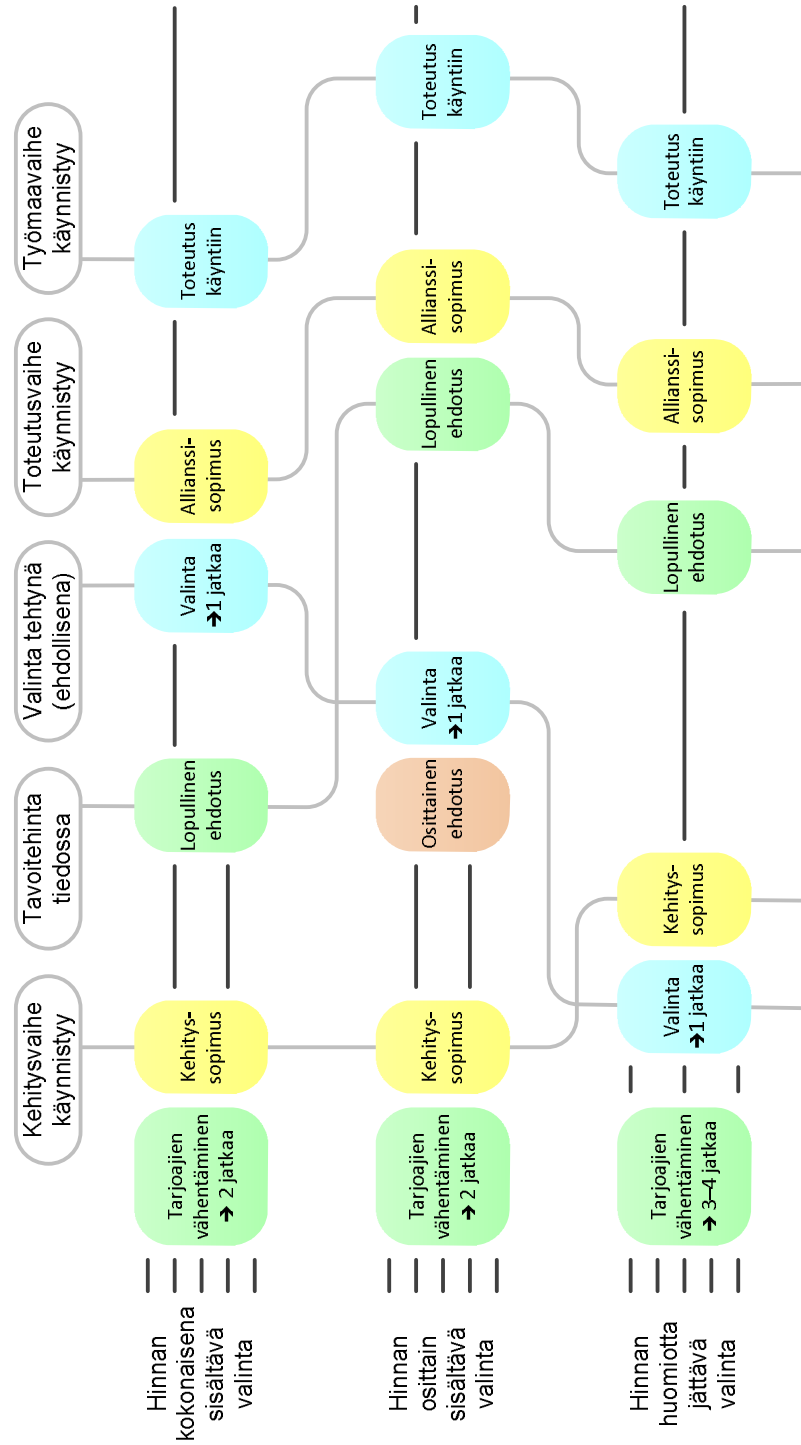 Kehitysvaihe
käynnistyy
Tavoitehinta
tiedossa
Valinta tehtynä
(ehdollisena)
Toteutusvaihe
käynnistyy
Työmaavaihe
käynnistyy
Hinnan
kokonaisena
sisältävä
valinta
Tarjoajien
vähentäminen
➔ 2 jatkaa
Kehitys-
sopimus
Lopullinen
ehdotus
Valinta
➔1 jatkaa
Allianssi-
sopimus
Toteutus
käyntiin
Hinnan
osittain
sisältävä
valinta
Tarjoajien
vähentäminen
➔ 2 jatkaa
Kehitys-
sopimus
Osittainen
ehdotus
Valinta
➔1 jatkaa
Lopullinen
ehdotus
Allianssi-
sopimus
Toteutus
käyntiin
Hinnan
huomiotta
jättävä
valinta
Tarjoajien
vähentäminen
➔ 3–4 jatkaa
Valinta
➔1 jatkaa
Kehitys-
sopimus
Lopullinen
ehdotus
Allianssi-
sopimus
Toteutus
käyntiin